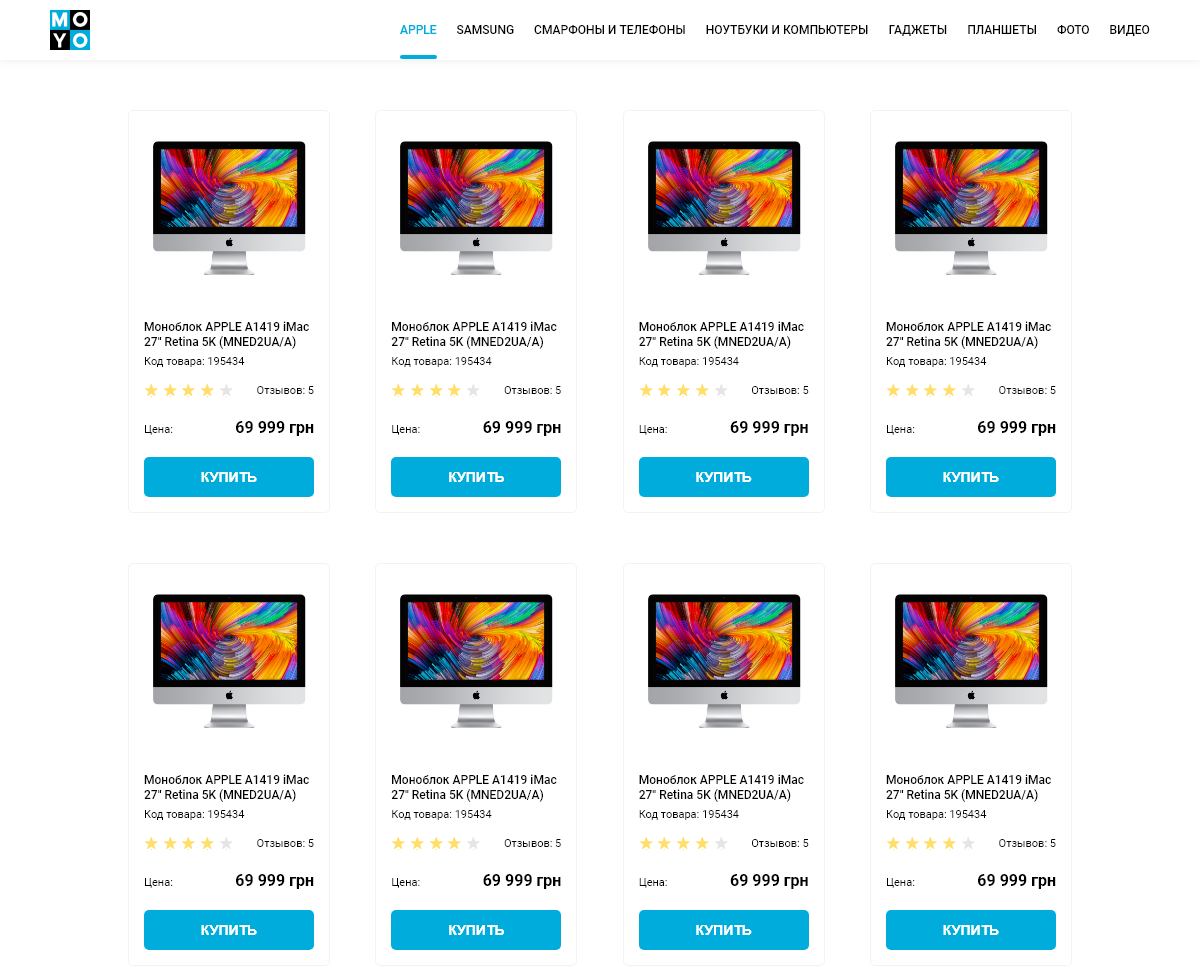 MO
YO
APPLE SAMSUNG СМАРФОНЫ И ТЕЛЕФОНЫ НОУТБУКИ И КОМПЬЮТЕРЫ ГАДЖЕТЫ ПЛАНШЕТЫ ФОТО ВИДЕО
Моноблок APPLE A1419 iMac
27" Retina 5K (MNED2UA/A)
Код товара: 195434
Отзывов: 5
Цена: 69 999 грн
КУПИТЬ
Моноблок APPLE A1419 iMac
27" Retina 5K (MNED2UA/A)
Код товара: 195434
Отзывов: 5
Цена: 69 999 грн
КУПИТЬ
Моноблок APPLE A1419 iMac
27" Retina 5K (MNED2UA/A)
Код товара: 195434
Отзывов: 5
Цена: 69 999 грн
КУПИТЬ
Моноблок APPLE A1419 iMac
27" Retina 5K (MNED2UA/A)
Код товара: 195434
Отзывов: 5
Цена: 69 999 грн
КУПИТЬ
Моноблок APPLE A1419 iMac
27" Retina 5K (MNED2UA/A)
Код товара: 195434
Отзывов: 5
Цена: 69 999 грн
КУПИТЬ
Моноблок APPLE A1419 iMac
27" Retina 5K (MNED2UA/A)
Код товара: 195434
Отзывов: 5
Цена: 69 999 грн
КУПИТЬ
Моноблок APPLE A1419 iMac
27" Retina 5K (MNED2UA/A)
Код товара: 195434
Отзывов: 5
Цена: 69 999 грн
КУПИТЬ
Моноблок APPLE A1419 iMac
27" Retina 5K (MNED2UA/A)
Код товара: 195434
Отзывов: 5
Цена: 69 999 грн
КУПИТЬ